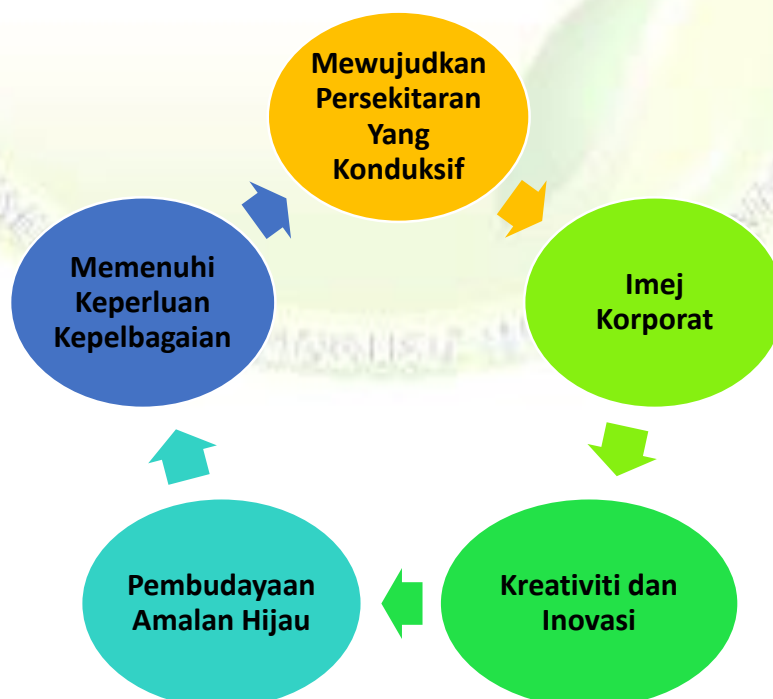 Mewujudkan
Persekitaran
Yang
Konduksif
Imej
Korporat
Kreativiti dan
Inovasi
Pembudayaan
Amalan Hijau
Memenuhi
Keperluan
Kepelbagaian